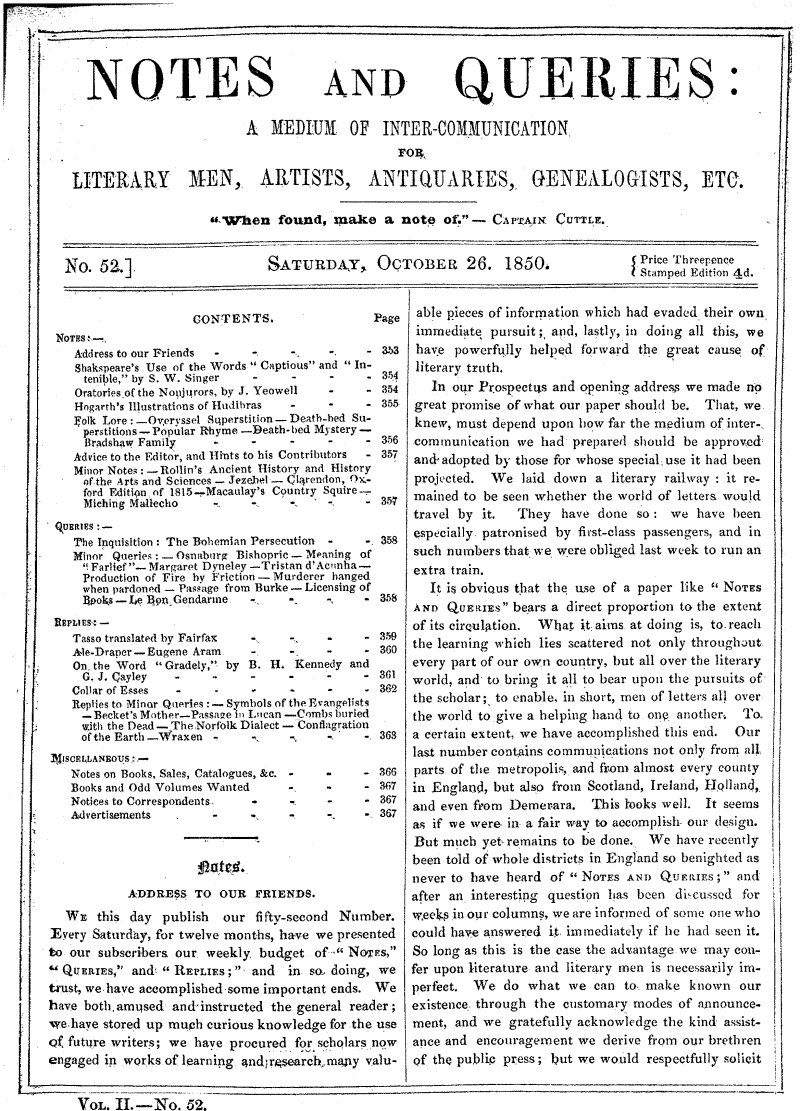 NOTES AND QUERIES:
A MEDIUM OF INTER-COMMUNICATION
FOR
LITERARY MEN, ARTISTS, ANTIQUARIES, GENEALOGISTS, ETC.
"When found, make a note of."— CAPTAIN CUTTLE.
No. 52.]
SATURDAY, OCTOBER 26. 1850.
{ Price Threepence
{ Stamped Edition 4d.
CONTENTS. Page
NOTES:—
Address to our Friends - - - - - 353
Shakspeare's Use of the Words "Captious" and "In-
tenible," by S. W. Singer - - - - 354
Oratories of the Nonjurors, by J. Yeowell - - - 354
Hogarth's Illustrations of Hudibras - - - 355
Folk Lore:—Overyssel Superstition—Death-bed Su-
perstitions—Popular Rhyme—Death-bed Mystery—
Bradshaw Family - - - - - 356
Advice to the Editor, and Hints to his Contributors - 357
Minor Notes:—Rollin's Ancient History and History
of the Arts and Sciences—Jezebel—Clarendon, Ox-
ford Edition of 1815—Macaulay's Country Squire—
Miching Mallecho - - - - 357
QUERIES:—
The Inquisition: The Bohemian Persecution - - 358
Minor Queries:—Osnaburg Bishopric—Meaning of
"Farlief"—Margaret Dyneley—Tristan d'Acunha—
Production of Fire by Friction—Murderer hanged
when pardoned—Passage from Burke—Licensing of
Books—Le Bon Gendarme - - - - 358
REPLIES:—
Tasso translated by Fairfax - - - - 359
Ale-Draper—Eugene Aram - - - - 360
On the Word "Gradely," by B. H. Kennedy and
G. J. Cayley - - - - - - 361
Collar of Esses - - - - - - 362
Replies to Minor Queries:—Symbols of the Evangelists
—Becket's Mother—Passage in Lucan—Combs buried
with the Dead—The Norfolk Dialect—Conflagration
of the Earth—Wraxen - - - - - 363
MISCELLANEOUS:—
Notes on Books, Sales, Catalogues, &c. - - - 366
Books and Odd Volumes Wanted - - - 367
Notices to Correspondents - - - - 367
Advertisements - - - - - 367
Notes.
ADDRESS TO OUR FRIENDS.
WE this day publish our fifty-second Number.
Every Saturday, for twelve months, have we presented
to our subscribers our weekly budget of "NOTES,"
"QUERIES," and "REPLIES;" and in so doing, we
trust, we have accomplished some important ends. We
have both amused and instructed the general reader;
we have stored up much curious knowledge for the use
of future writers; we have procured for scholars now
engaged in works of learning and research, many valu-
able pieces of information which had evaded their own
immediate pursuit; and, lastly, in doing all this, we
have powerfully helped forward the great cause of
literary truth.
In our Prospectus and opening address we made no
great promise of what our paper should be. That, we
knew, must depend upon how far the medium of inter-
communication we had prepared should be approved
and adopted by those for whose special use it had been
projected. We laid down a literary railway: it re-
mained to be seen whether the world of letters would
travel by it. They have done so: we have been
especially patronised by first-class passengers, and in
such numbers that we were obliged last week to run an
extra train.
It is obvious that the use of a paper like "NOTES
AND QUERIES" bears a direct proportion to the extent
of its circulation. What it aims at doing is, to reach
the learning which lies scattered not only throughout
every part of our own country, but all over the literary
world, and to bring it all to bear upon the pursuits of
the scholar; to enable, in short, men of letters all over
the world to give a helping hand to one another. To
a certain extent, we have accomplished this end. Our
last number contains communications not only from all
parts of the metropolis, and from almost every county
in England, but also from Scotland, Ireland, Holland,
and even from Demerara. This looks well. It seems
as if we were in a fair way to accomplish our design.
But much yet remains to be done. We have recently
been told of whole districts in England so benighted as
never to have heard of "NOTES AND QUERIES;" and
after an interesting question has been discussed for
weeks in our columns, we are informed of some one who
could have answered it immediately if he had seen it.
So long as this is the case the advantage we may con-
fer upon literature and literary men is necessarily im-
perfect. We do what we can to make known our
existence through the customary modes of announce-
ment, and we gratefully acknowledge the kind assist-
ance and encouragement we derive from our brethren
of the public press; but we would respectfully solicit
VOL. II.—No. 52.